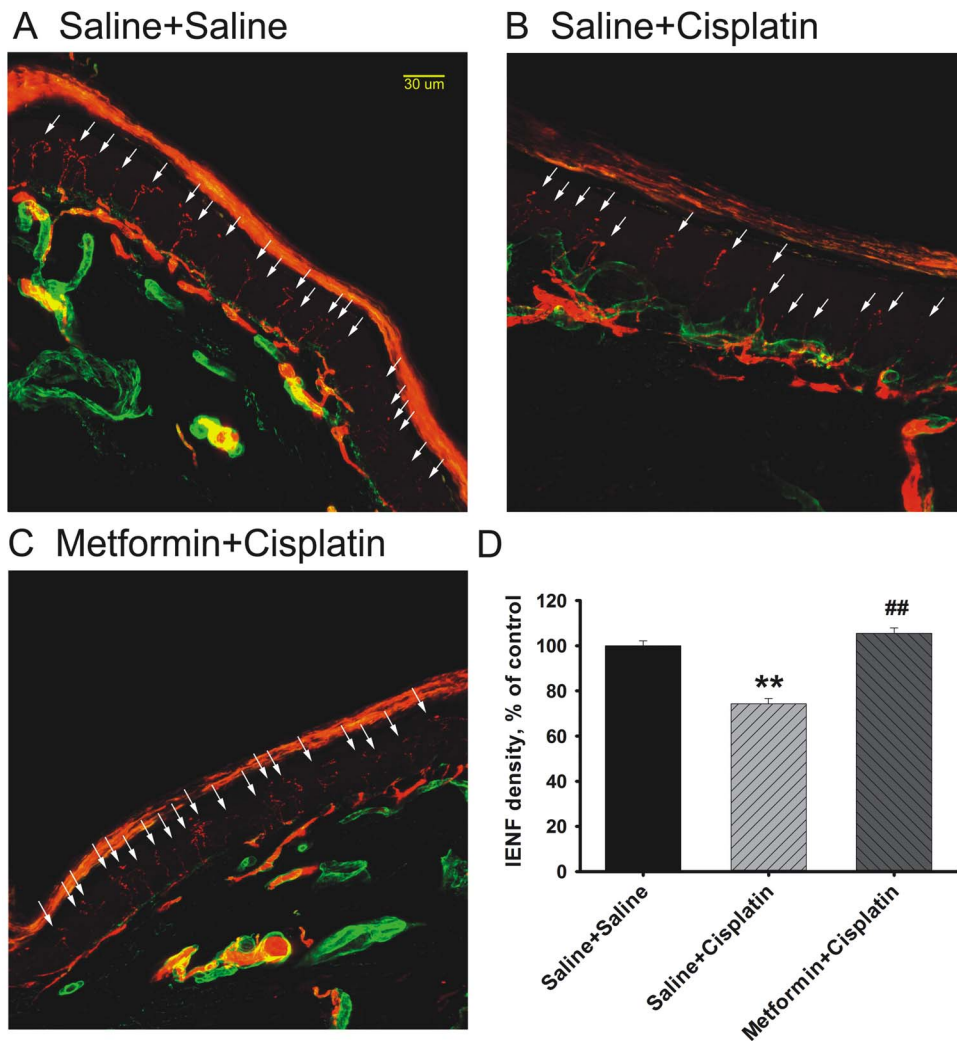 A Saline+Saline
B Saline+Cisplatin
30 um
C Metformin+Cisplatin
D
IENF density, % of control
120
100
80
60
40
20
0
**
##
Saline+Saline
Saline+Cisplatin
Metformin+Cisplatin